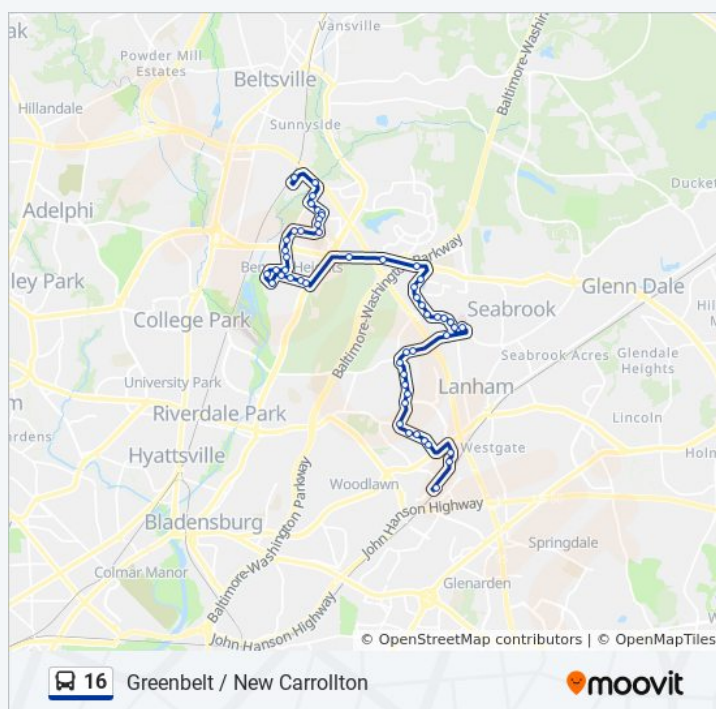 Vansville
ak
Powder Mill
Estates
Beltsville
Hillandale
Sunnyside
Baltimore-Washington
Ducket
Adelphi
Ber Heights
ley Park
Baltimore-Washington Parkway
Glenn Dale
College Park
Seabrook
Hil
M
Seabrook Acres
Glendale
Heights
University Park
Lanham
m
Riverdale Park
Lincoln
ardens
Hyattsville
Westgate
Holm
Woodlawn
John Hanson Highway
Bladensburg
Baltimore-Washington Parkway
Springdale
Colmar Manor
Glenarden
W
John Hanson Highway
© OpenStreetMap contributors | © OpenMapTiles
16 Greenbelt / New Carrollton
moovit